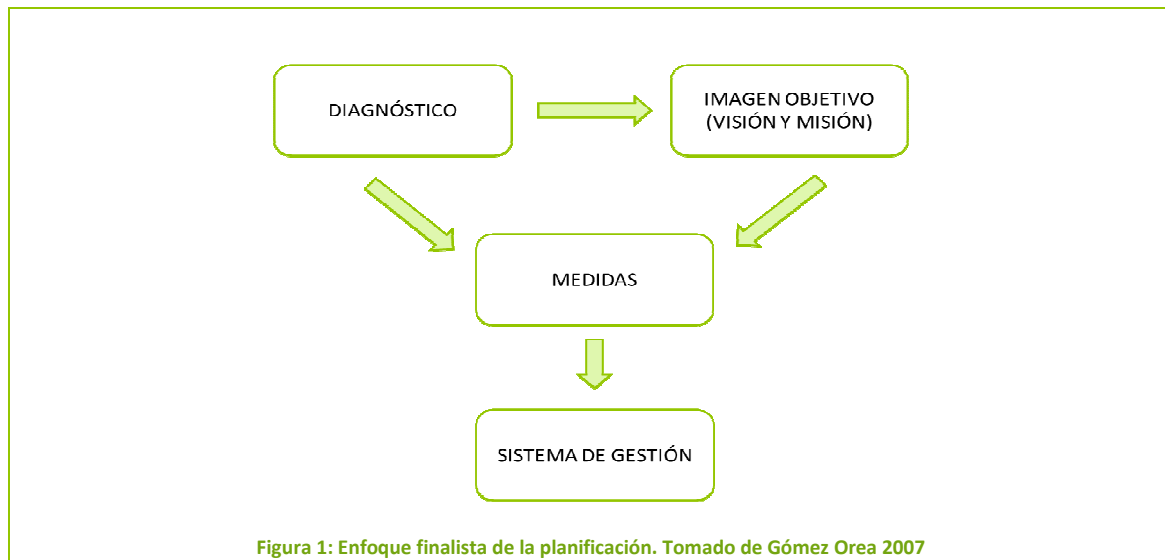 DIAGNÓSTICO
IMAGEN OBJETIVO
(VISIÓN Y MISIÓN)
MEDIDAS
SISTEMA DE GESTIÓN
Figura 1: Enfoque finalista de la planificación. Tomado de Gómez Orea 2007